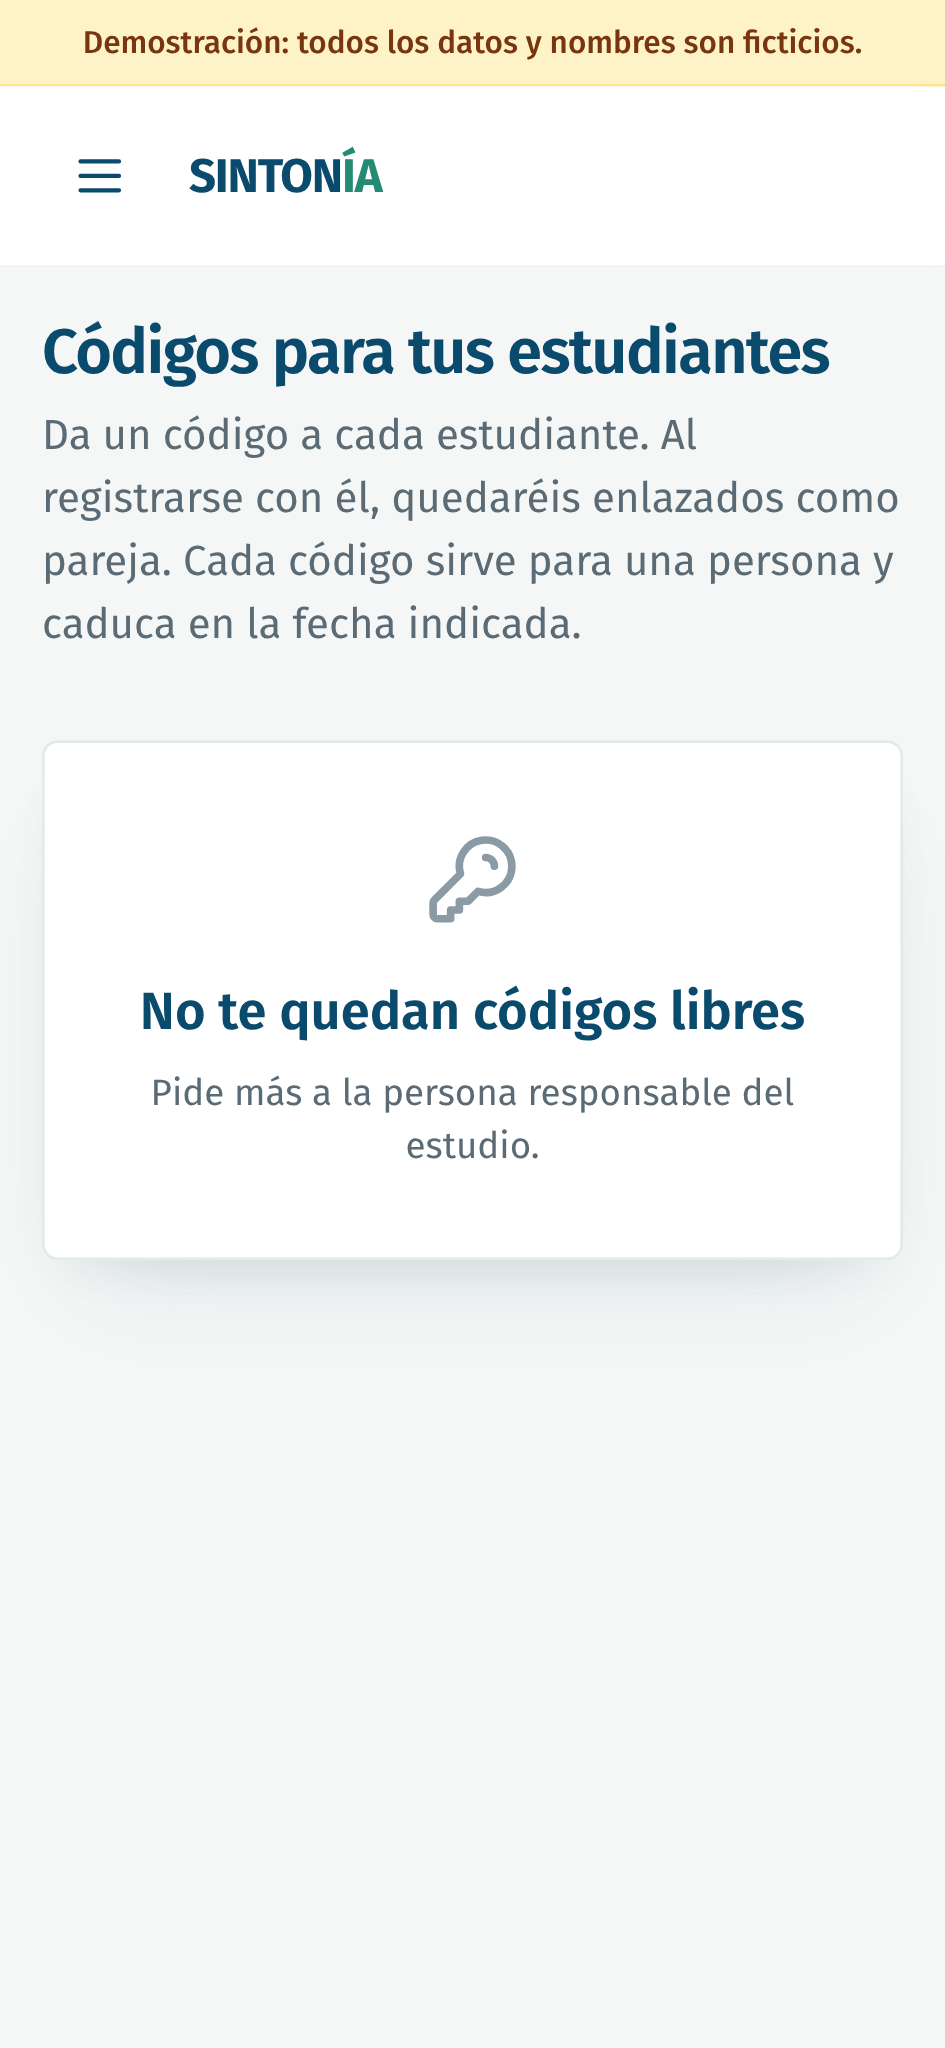 Demostración: todos los datos y nombres son ficticios.
SINTONÍA
Códigos para tus estudiantes
Da un código a cada estudiante. Al
registrarse con él, quedaréis enlazados como
pareja. Cada código sirve para una persona y
caduca en la fecha indicada.
No te quedan códigos libres
Pide más a la persona responsable del
estudio.